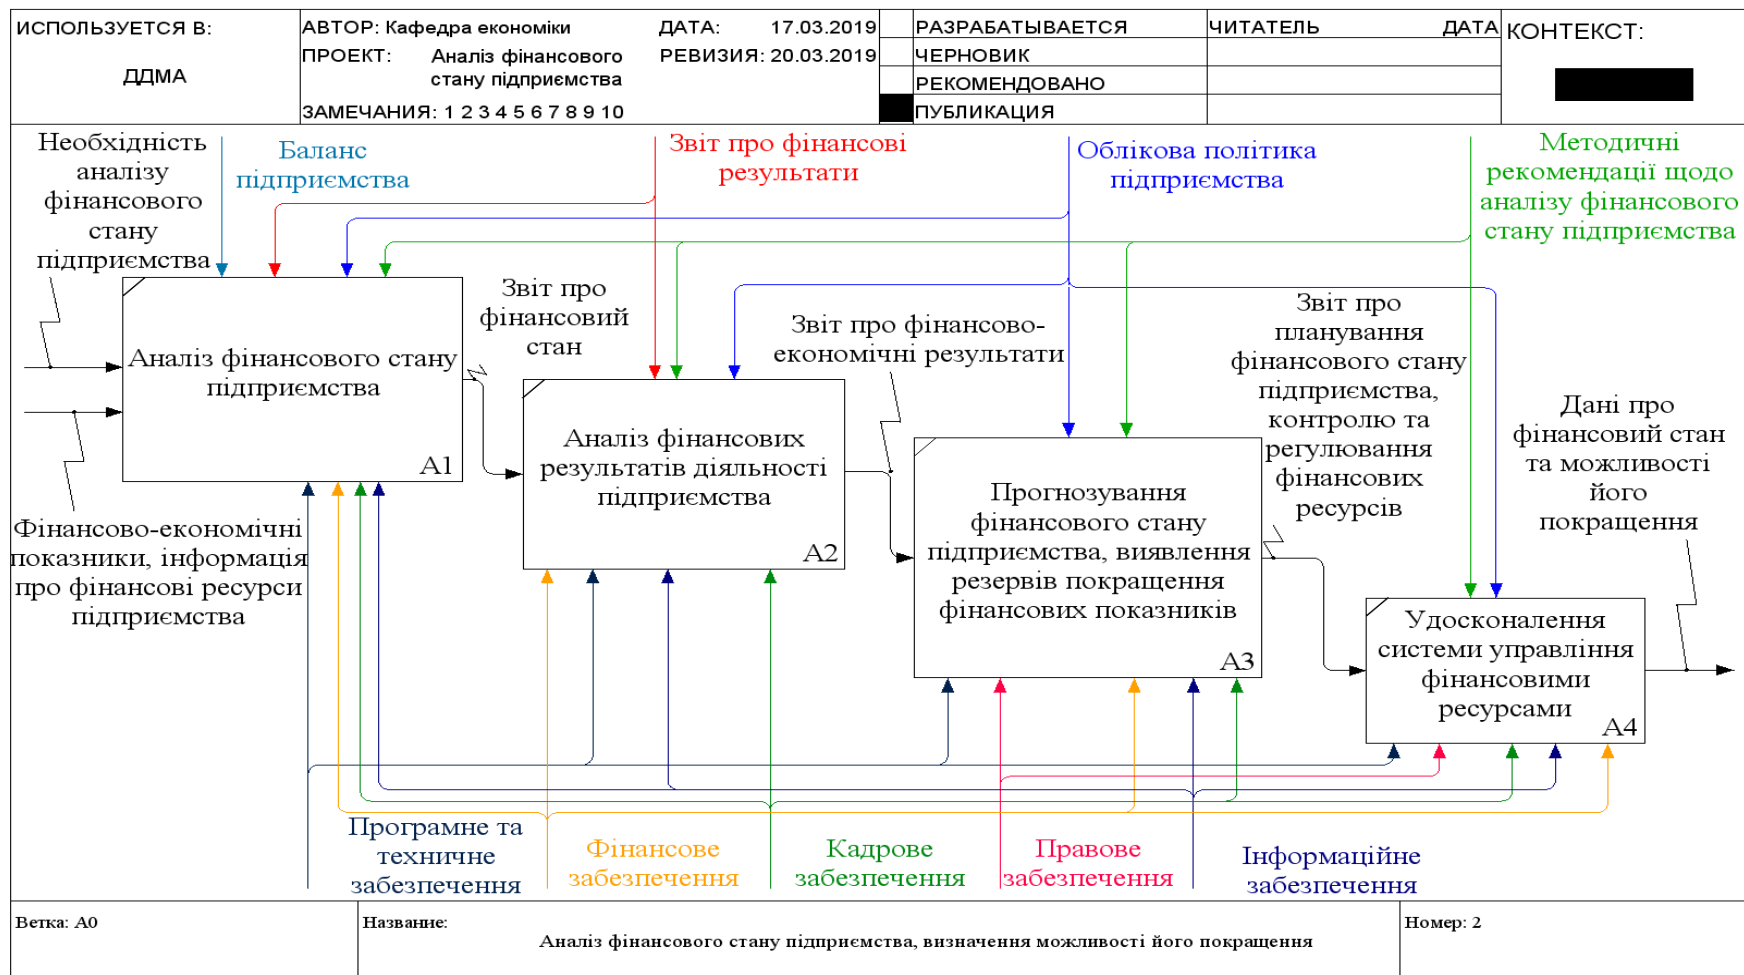 ИСПОЛЬЗУЕТСЯ В:
ДДМА
АВТОР: Кафедра економіки
ДАТА: 17.03.2019
ПРОЕКТ: Аналіз фінансового
стану підприємства
РЕВИЗИЯ: 20.03.2019
ЗАМЕЧАНИЯ: 1 2 3 4 5 6 7 8 9 10
РАЗРАБАТЫВАЕТСЯ
ЧЕРНОВИК
РЕКОМЕНДОВАНО
ПУБЛИКАЦИЯ
ЧИТАТЕЛЬ
ДАТА
КОНТЕКСТ:
Необхідність
аналізу
фінансового
стану
підприємства
Баланс
підприємства
Звіт про фінансові
результати
Облікова політика
підприємства
Методичні
рекомендації щодо
аналізу фінансового
стану підприємства
Аналіз фінансового стану
підприємства
A1
Звіт про
фінансовий
стан
Аналіз фінансових
результатів діяльності
підприємства
A2
Звіт про фінансово-
економічні результати
Прогнозування
фінансового стану
підприємства, виявлення
резервів покращення
фінансових показників
A3
Звіт про
планування
фінансового стану
підприємства,
контролю та
регулювання
фінансових
ресурсів
Удосконалення
системи управління
фінансовими
ресурсами
A4
Дані про
фінансовий стан
та можливості
його
покращення
Фінансово-економічні
показники, інформація
про фінансові ресурси
підприємства
Програмне та
техничне
забезпечення
Фінансове
забезпечення
Кадрове
забезпечення
Правове
забезпечення
Інформаційне
забезпечення
Ветка: A0
Название:
Аналіз фінансового стану підприємства, визначення можливості його покращення
Номер: 2